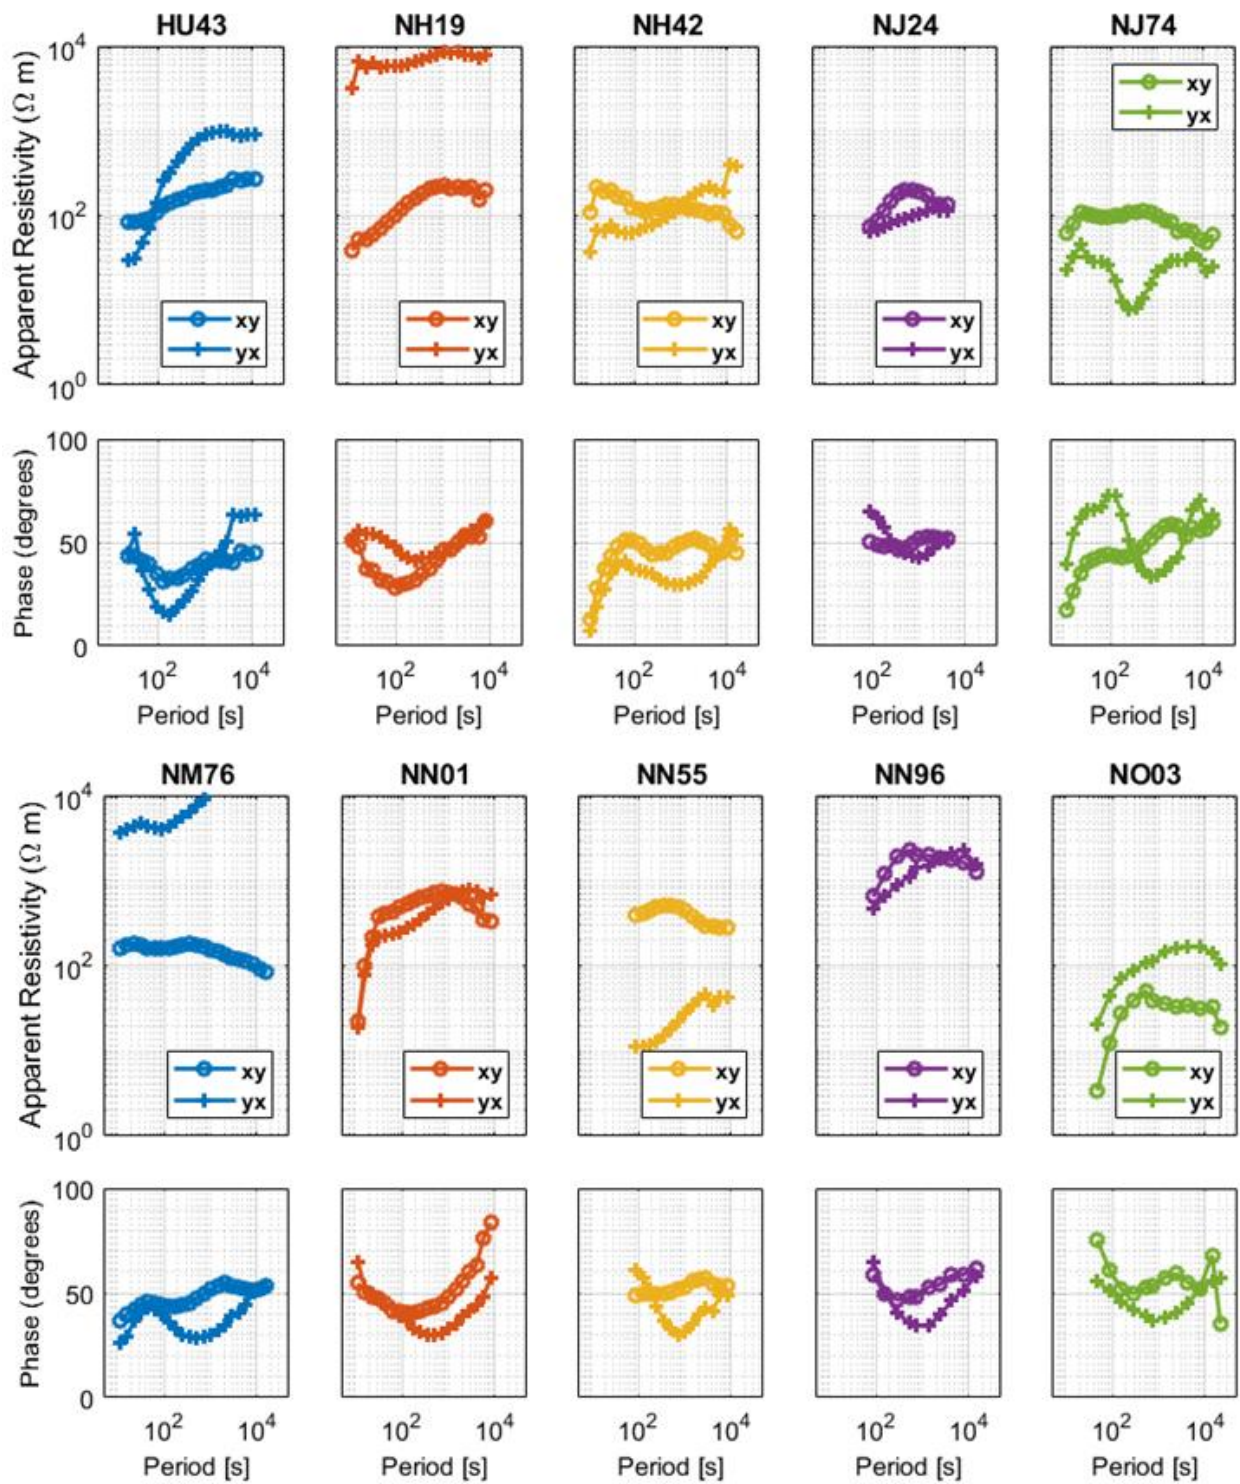 HU43 NH19 NH42 NJ24 NJ74
Apparent Resistivity (Ω m)
10^4
10^2
10^0
xy
yx
xy
yx
xy
yx
xy
yx
xy
yx
Phase (degrees)
100
50
0
10^2 10^4 10^2 10^4 10^2 10^4 10^2 10^4 10^2 10^4
Period [s] Period [s] Period [s] Period [s] Period [s]
NM76 NN01 NN55 NN96 NO03
Apparent Resistivity (Ω m)
10^4
10^2
10^0
xy
yx
xy
yx
xy
yx
xy
yx
xy
yx
Phase (degrees)
100
50
0
10^2 10^4 10^2 10^4 10^2 10^4 10^2 10^4 10^2 10^4
Period [s] Period [s] Period [s] Period [s] Period [s]